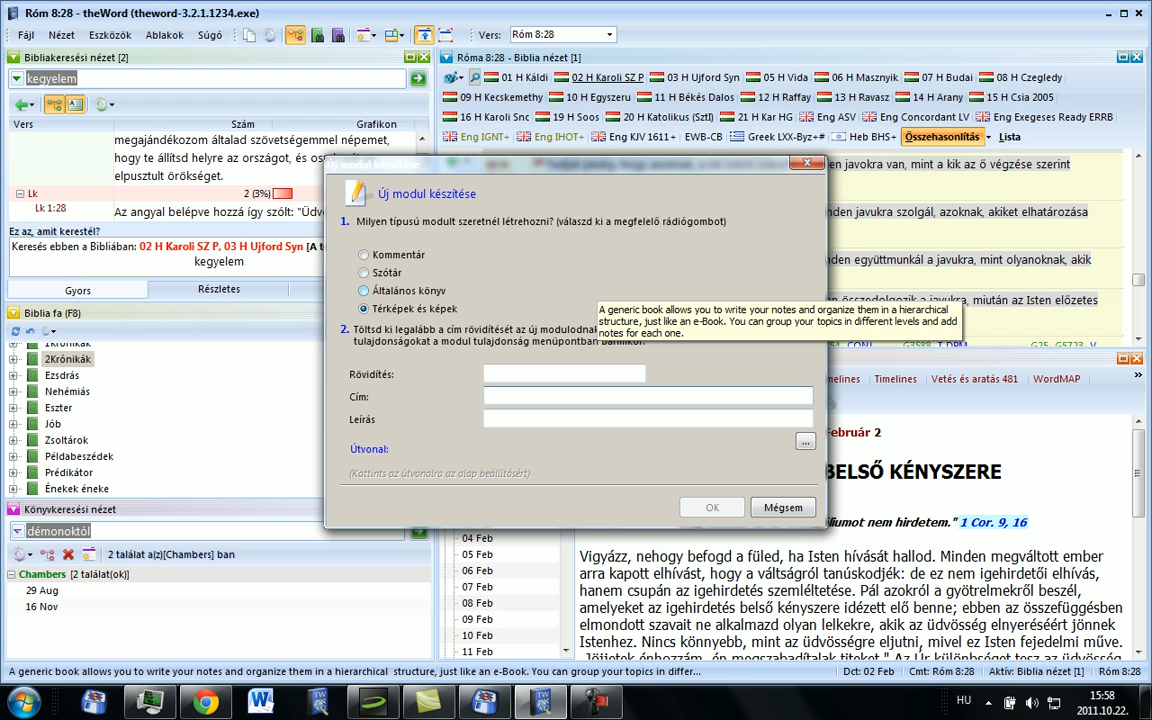 Róm 8:28 - theWord (theword-3.2.1.1234.exe)
Fájl Nézet Eszközök Ablakok Súgó Vers: Róm 8:28
Bibliakeresési nézet [2]
kegyelem
Vers Szám Grafikon
megajándékozom általad szövetségemmel népemet,
hogy te állítsd helyre az országot, és
elpusztult örökséget.
Lk 2 (3%)
Lk 1:28 Az angyal belépve hozzá így szólt: "Üdv
Ez az, amit kerestél?
Keresés ebben a Bibliában: 02 H Karoli SZ P, 03 H Ujford Syn [A t
kegyelem
Gyors Részletes
Biblia fa (F8)
1Krónikák
2Krónikák
Ezsdrás
Nehémiás
Eszter
Jób
Zsoltárok
Példabeszédek
Prédikátor
Énekek éneke
Könyvkeresési nézet
démonoktól
2 találat a(z)[Chambers] ban
Chambers [2 találat(ok)]
29 Aug
16 Nov
Róma 8:28 - Biblia nézet [1]
01 H Káldi 02 H Karoli SZ P 03 H Ujford Syn 05 H Vida 06 H Masznyik 07 H Budai 08 H Czegledy
09 H Kecskemethy 10 H Egyszeru 11 H Békés Dalos 12 H Raffay 13 H Ravasz 14 H Arany 15 H Csia 2005
16 H Karoli Snc 19 H Soos 20 H Katolikus (SztI) 21 H Kar HG Eng ASV Eng Concordant LV Eng Exegeses Ready ERRB
Eng IGNT+ Eng IHOT+ Eng KJV 1611+ EWB-CB Greek LXX-Byz+# Heb BHS+ Összehasonlítás Lista
en javokra van, mint a kik az ő végzése szerint
nden javukra szolgál, azoknak, akiket elhatározása
nden együttmunkál a javukra, mint olyanoknak, akik
en összedolgozik a javukra, miután az Isten előzetes
Új modul készítése
Új modul készítése
1. Milyen típusú modult szeretnél létrehozni? (válaszd ki a megfelelő rádiógombot)
Kommentár
Szótár
Általános könyv
Térképek és képek
A generic book allows you to write your notes and organize them in a hierarchical
structure, just like an e-Book. You can group your topics in different levels and add
notes for each one.
2. Töltsd ki legalább a cím rövidítését az új modulodnak
tulajdonságokat a modul tulajdonság menüpontban bármikor.
Rövidítés:
Cím:
Leírás
Útvonal:
...
(Kattints az útvonalra az alap beállításért)
OK Mégsem
melines Timelines Vetés és aratás 481 WordMAP
Február 2
BELSŐ KÉNYSZERE
liumot nem hirdetem." 1 Cor. 9, 16
04 Feb
05 Feb
06 Feb
07 Feb
08 Feb
09 Feb
10 Feb
11 Feb
Vigyázz, nehogy befogd a füled, ha Isten hívását hallod. Minden megváltott ember
arra kapott elhívást, hogy a váltságról tanúskodjék: de ez nem igehirdetői elhívás,
hanem csupán az igehirdetés szemléltetése. Pál azokról a gyötrelmekről beszél,
amelyeket az igehirdetés belső kényszere idézett elő benne; ebben az összefüggésben
elmondott szavait ne alkalmazd olyan lelkekre, akik az üdvösség elnyeréséért jönnek
Istenhez. Nincs könnyebb, mint az üdvösségre eljutni, mivel ez Isten fejedelmi műve.
A generic book allows you to write your notes and organize them in a hierarchical structure, just like an e-Book. You can group your topics in differ...
Dct: 02 Feb Cmt: Róm 8:28 Aktív: Biblia nézet [1] Róm 8:28
HU 15:58
2011.10.22.